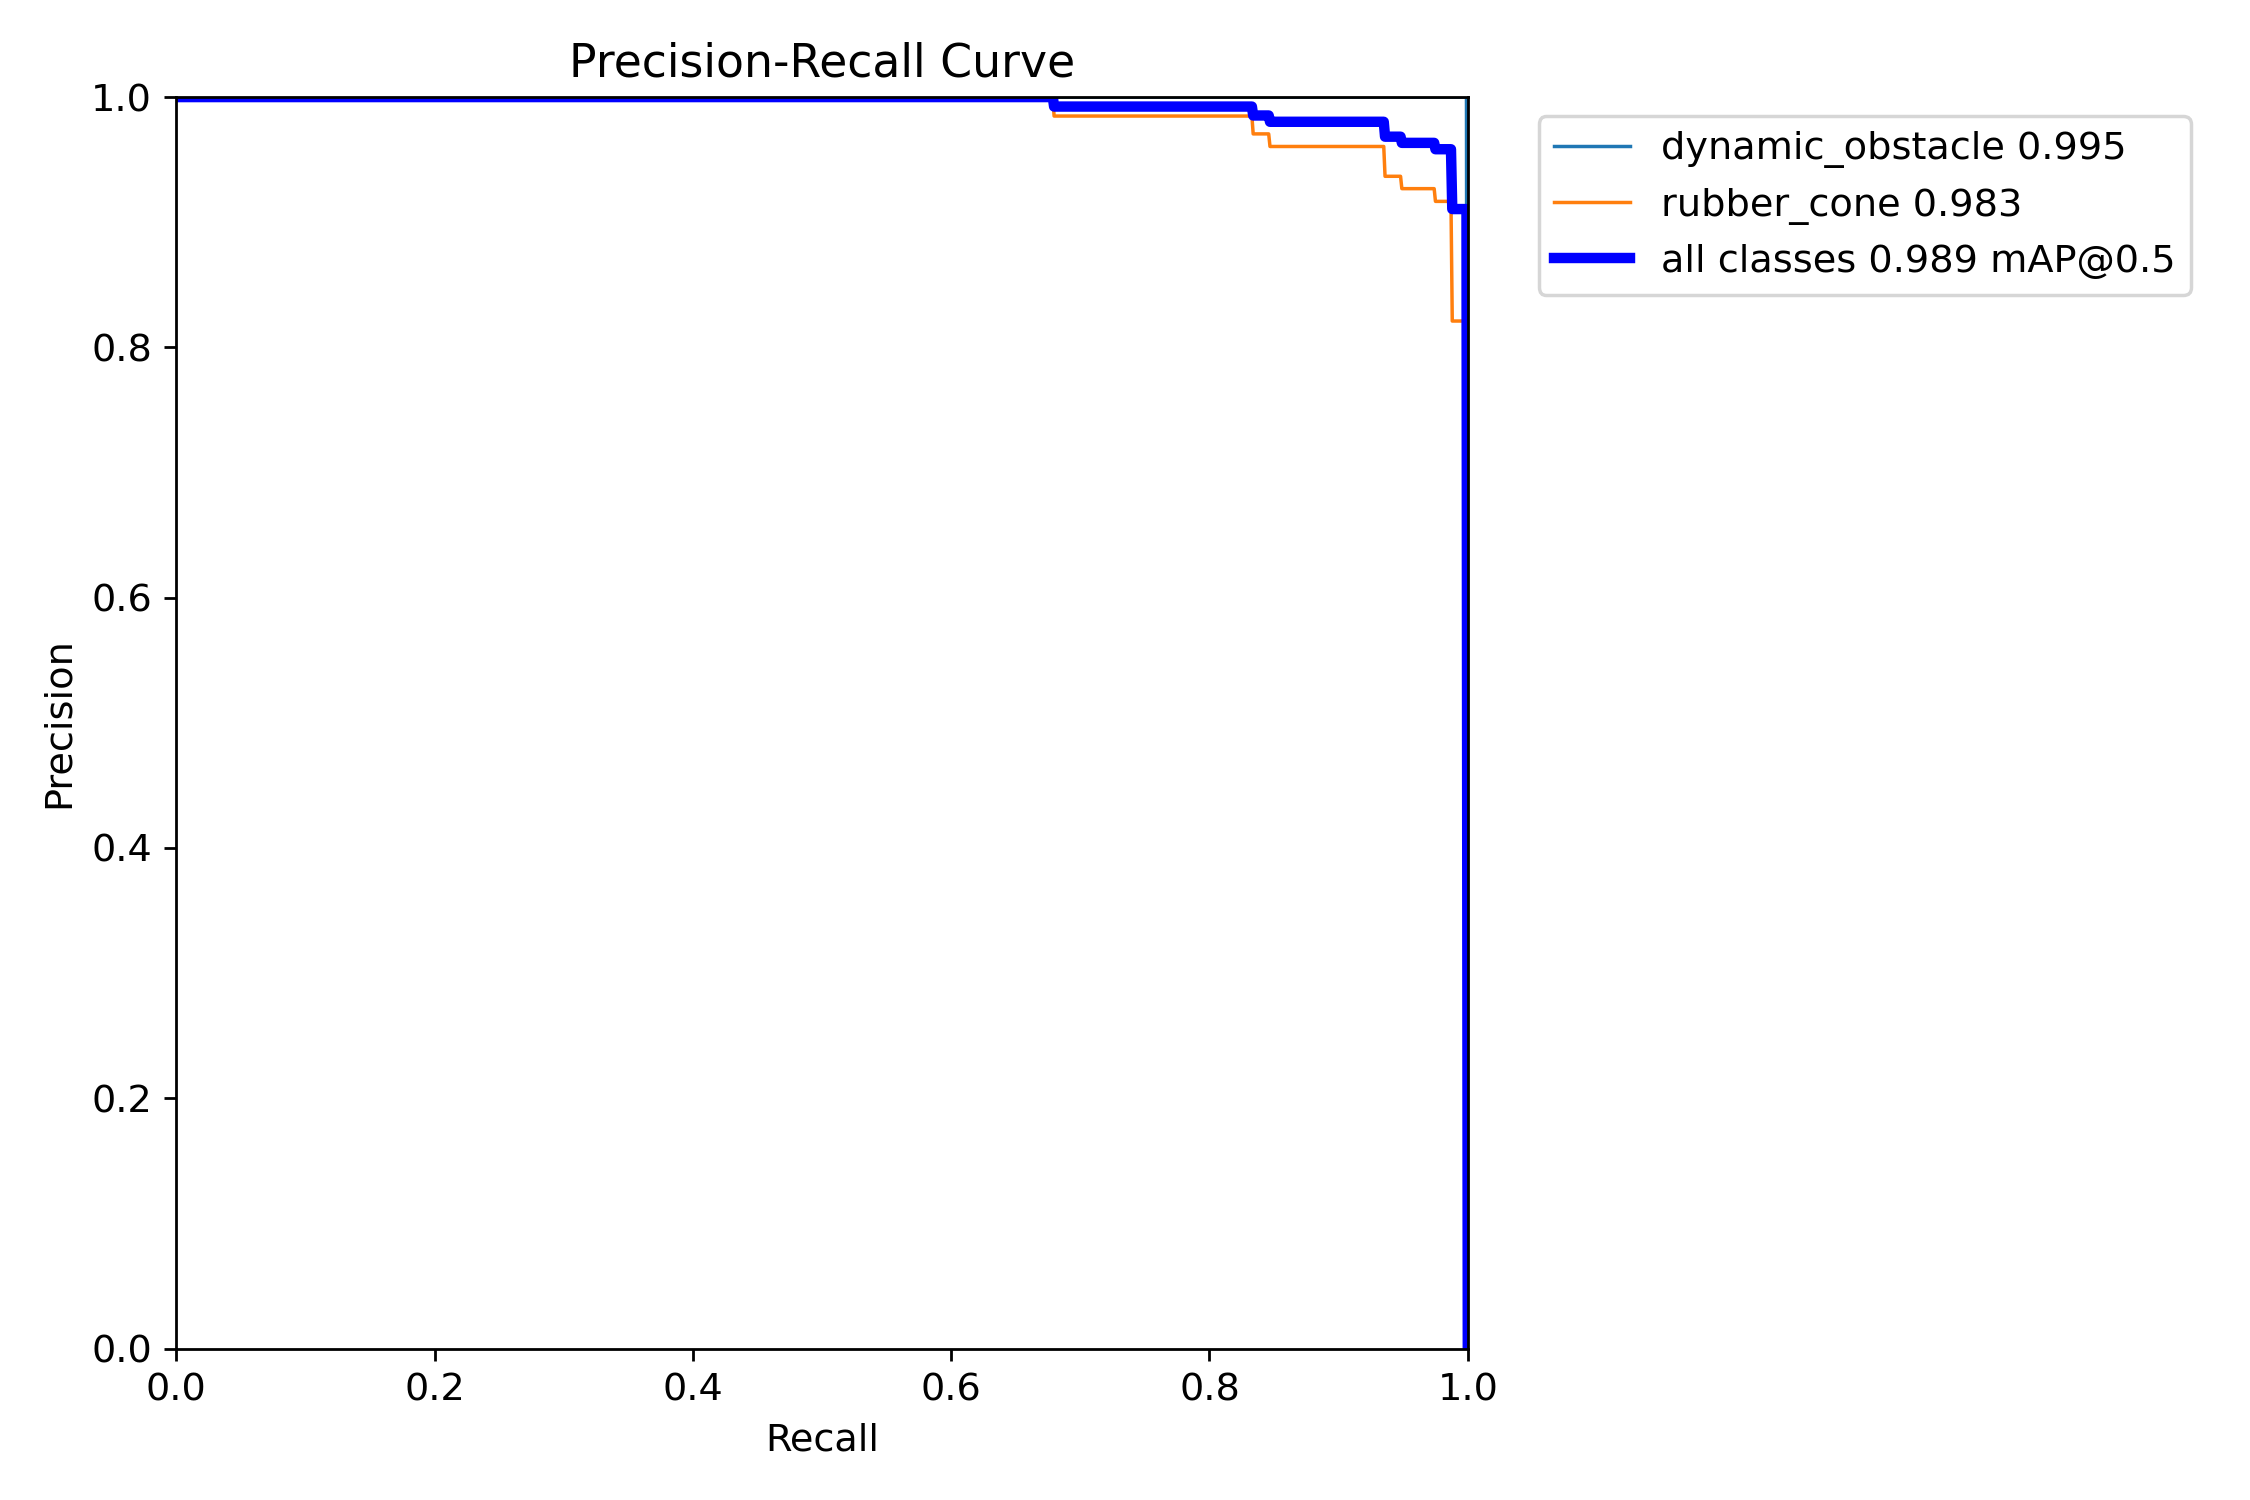 Precision-Recall Curve
1.0
0.8
0.6
0.4
0.2
0.0
Precision
0.0 0.2 0.4 0.6 0.8 1.0
Recall
dynamic_obstacle 0.995
rubber_cone 0.983
all classes 0.989 mAP@0.5